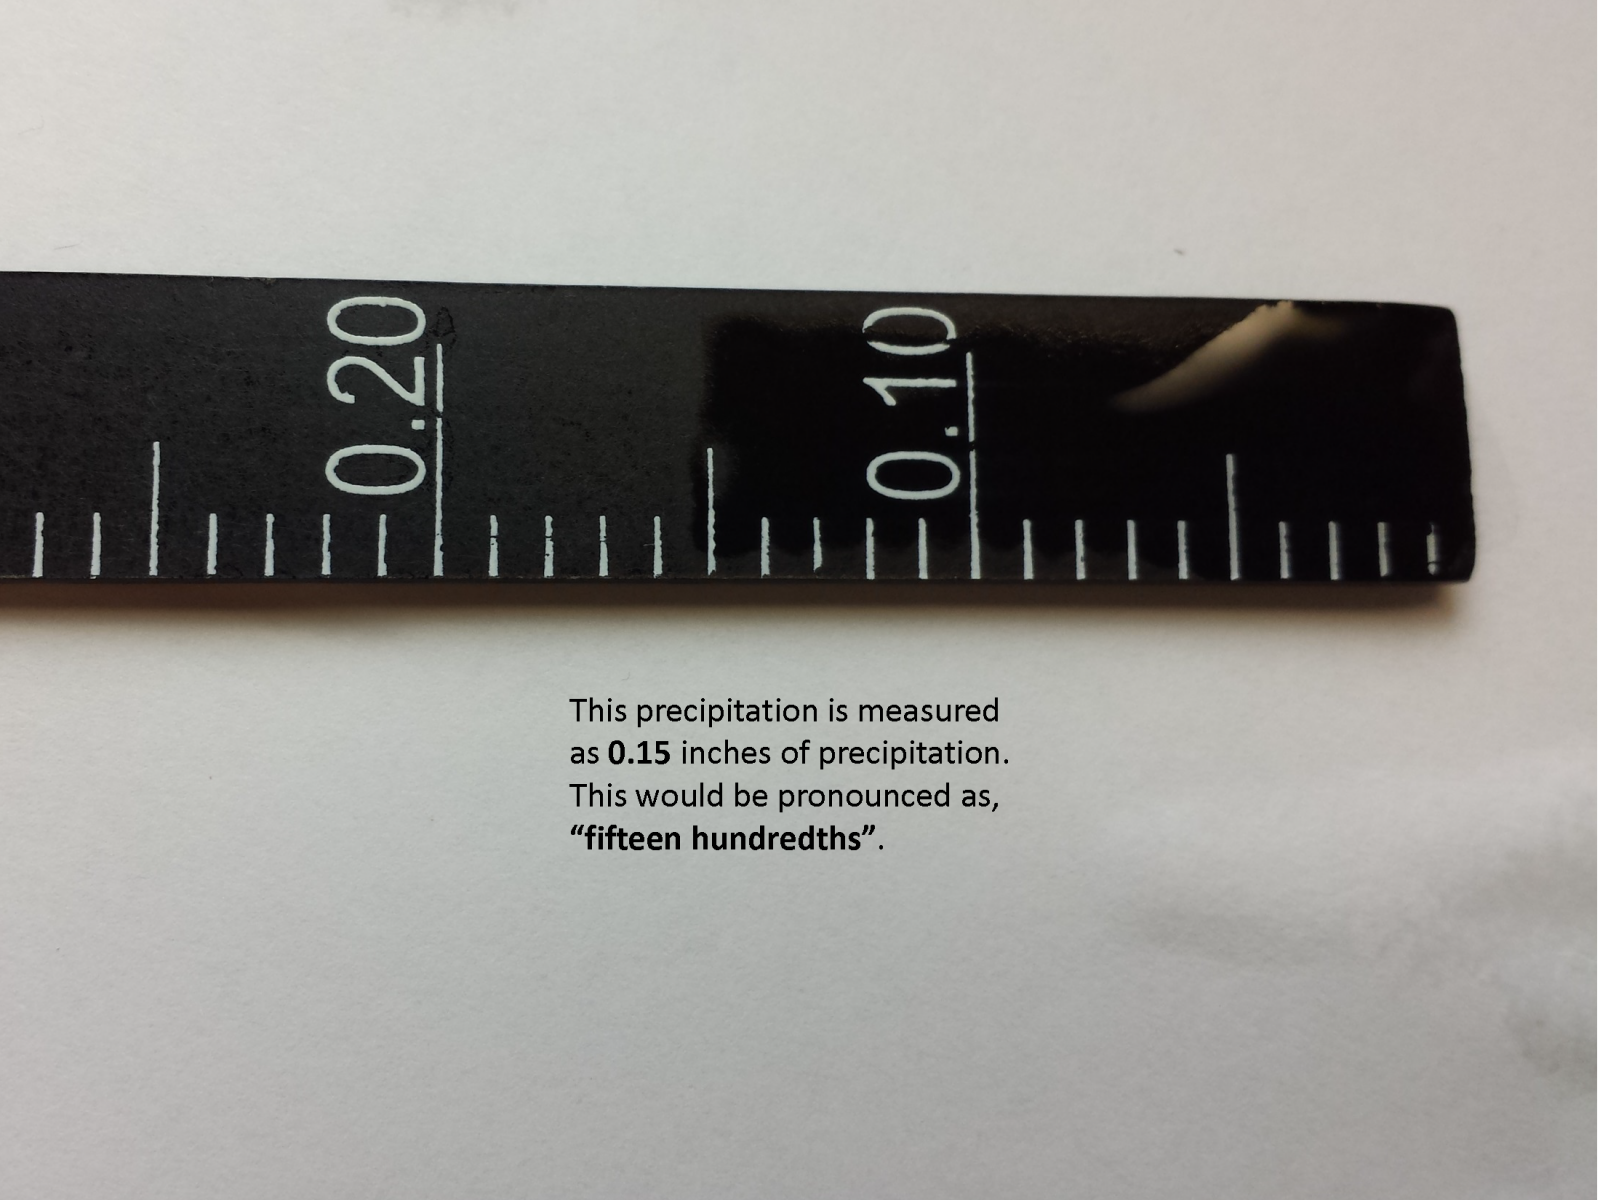 0.20
0.10
This precipitation is measured
as 0.15 inches of precipitation.
This would be pronounced as,
“fifteen hundredths”.